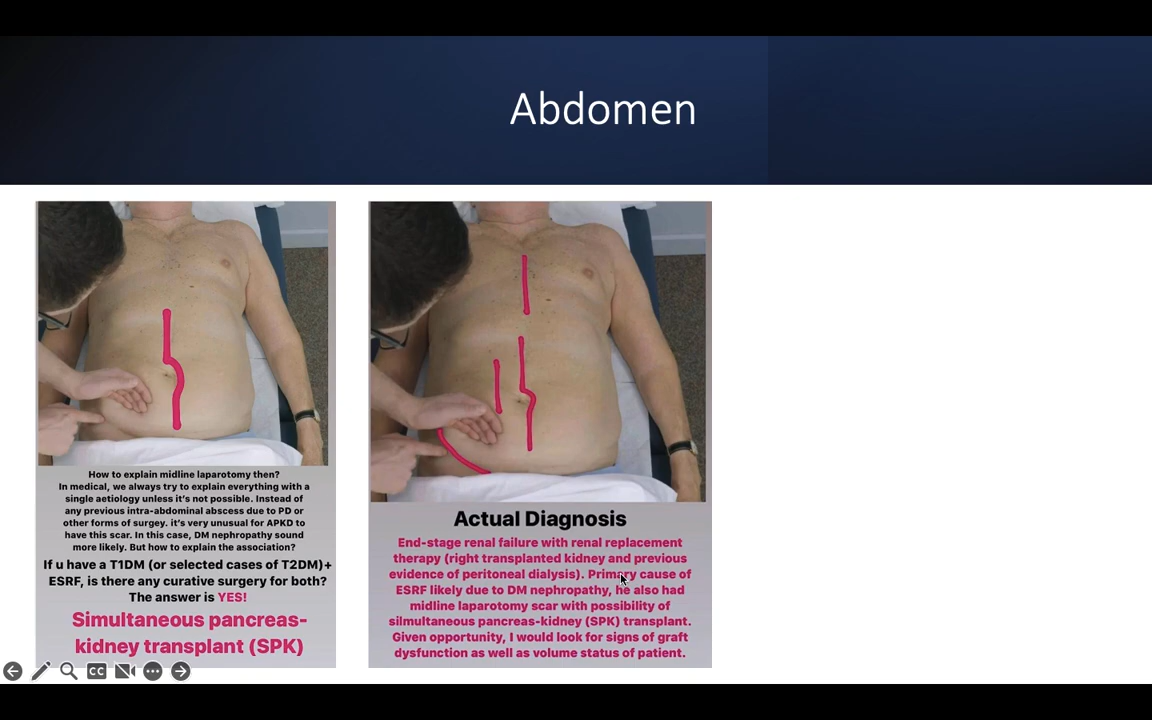 Abdomen
How to explain midline laparotomy then?
In medical, we always try to explain everything with a
single aetiology unless it's not possible. Instead of
any previous intra-abdominal abscess due to PD or
other forms of surgey. it's very unusual for APKD to
have this scar. In this case, DM nephropathy sound
more likely. But how to explain the association?
If u have a T1DM (or selected cases of T2DM)+
ESRF, is there any curative surgery for both?
The answer is YES!
Simultaneous pancreas-
kidney transplant (SPK)
Actual Diagnosis
End-stage renal failure with renal replacement
therapy (right transplanted kidney and previous
evidence of peritoneal dialysis). Primary cause of
ESRF likely due to DM nephropathy, he also had
midline laparotomy scar with possibility of
silmultaneous pancreas-kidney (SPK) transplant.
Given opportunity, I would look for signs of graft
dysfunction as well as volume status of patient.
CC